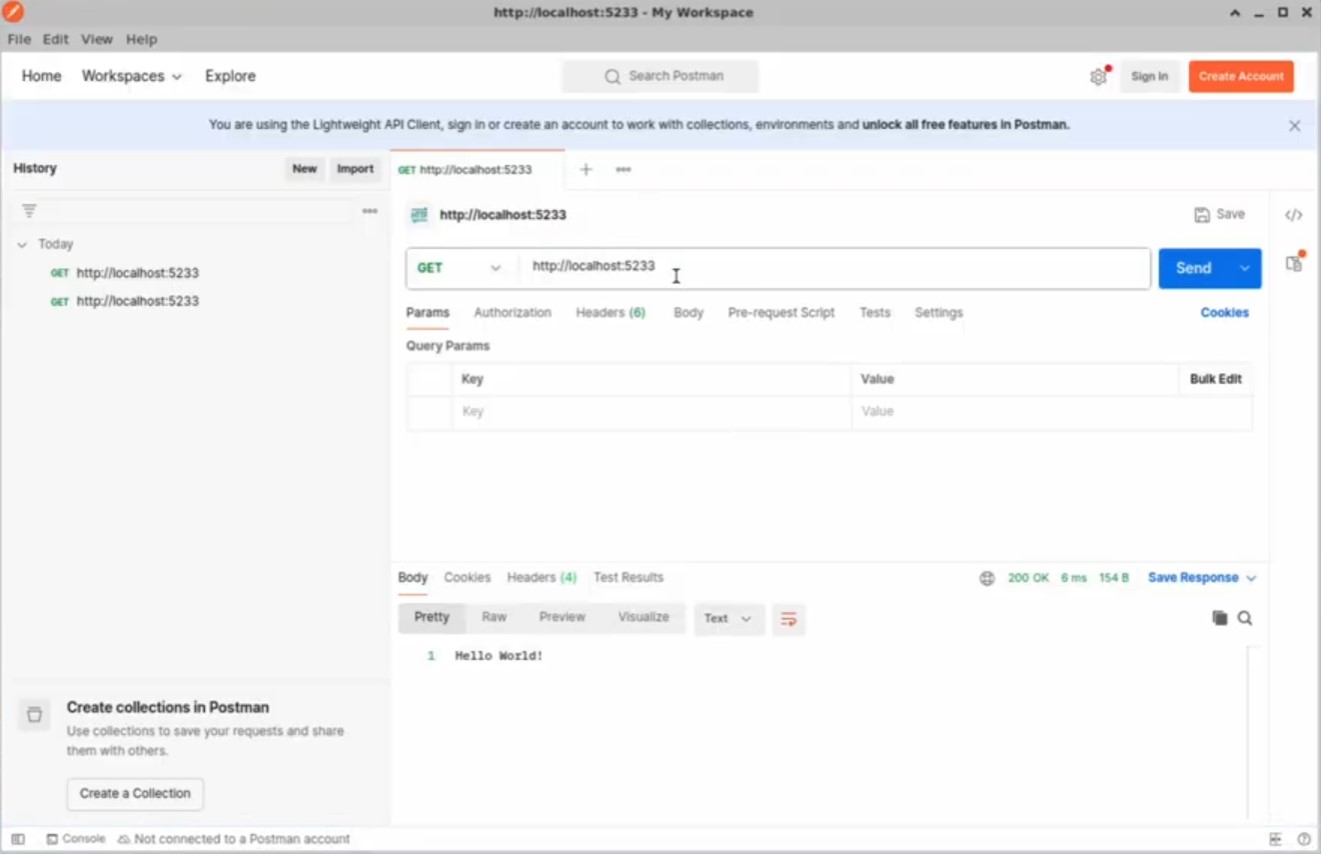 http://localhost:5233 - My Workspace
File Edit View Help
Home Workspaces Explore Search Postman Sign In Create Account
You are using the Lightweight API Client, sign in or create an account to work with collections, environments and unlock all free features in Postman.
History New Import GET http://localhost:5233
http://localhost:5233 Save
Today
GET http://localhost:5233
GET http://localhost:5233
GET http://localhost:5233 Send
Params Authorization Headers (6) Body Pre-request Script Tests Settings Cookies
Query Params
Key Value Bulk Edit
Key Value
Body Cookies Headers (4) Test Results 200 OK 6 ms 154 B Save Response
Pretty Raw Preview Visualize Text
1 Hello World!
Create collections in Postman
Use collections to save your requests and share
them with others.
Create a Collection
Console Not connected to a Postman account